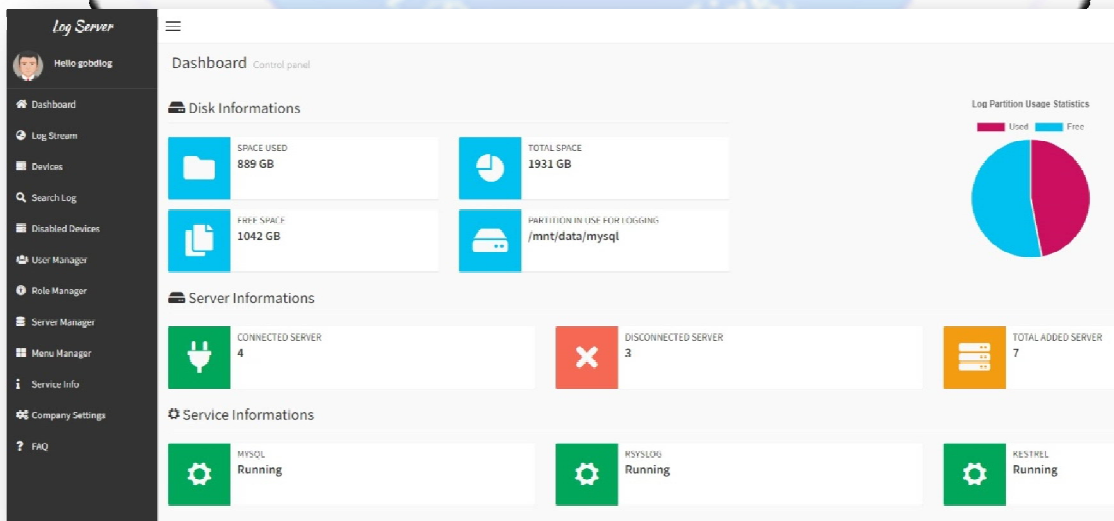 Log Server
Hello gobdlog
Dashboard
Log Stream
Devices
Search Log
Disabled Devices
User Manager
Role Manager
Server Manager
Menu Manager
Service Info
Company Settings
FAQ
Dashboard Control panel
Disk Informations
SPACE USED
889 GB
TOTAL SPACE
1931 GB
FREE SPACE
1042 GB
PARTITION IN USE FOR LOGGING
/mnt/data/mysql
Log Partition Usage Statistics
Used Free
Server Informations
CONNECTED SERVER
4
DISCONNECTED SERVER
3
TOTAL ADDED SERVER
7
Service Informations
MYSQL
Running
RSYSLOG
Running
KESTREL
Running